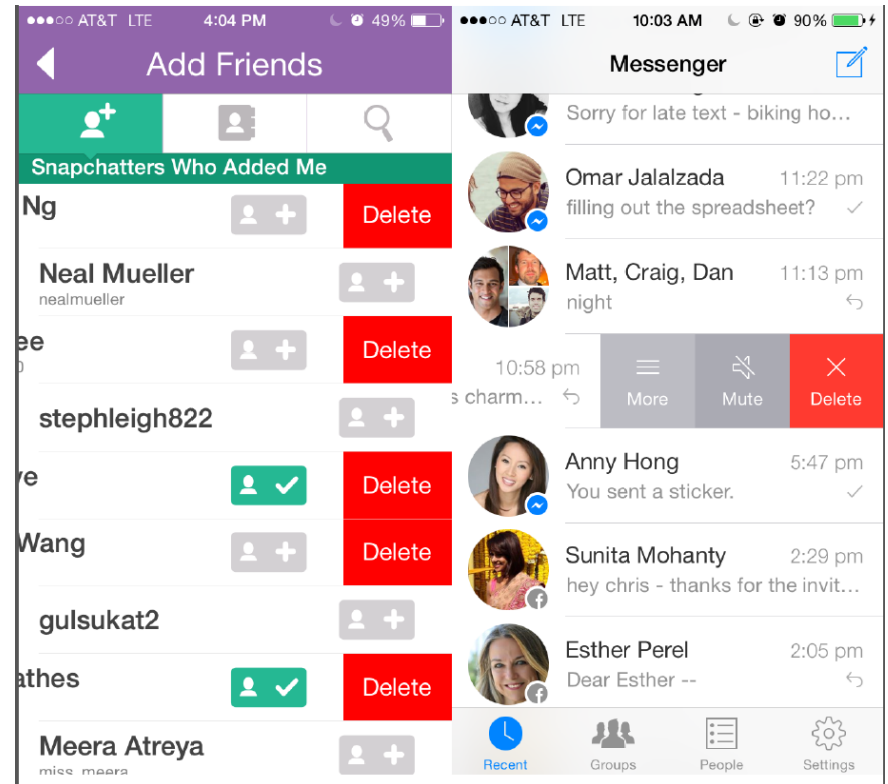 AT&T LTE 4:04 PM 49%
Add Friends
Snapchatters Who Added Me
Ng Delete
Neal Mueller
nealmueller
ee Delete
stephleigh822
Delete
Wang Delete
gulsukat2
athes Delete
Meera Atreya
miss_meera
AT&T LTE 10:03 AM 90%
Messenger
Sorry for late text - biking ho...
Omar Jalalzada 11:22 pm
filling out the spreadsheet?
Matt, Craig, Dan 11:13 pm
night
10:58 pm
s charm...
More Mute Delete
Anny Hong 5:47 pm
You sent a sticker.
Sunita Mohanty 2:29 pm
hey chris - thanks for the invit...
Esther Perel 2:05 pm
Dear Esther --
Recent Groups People Settings